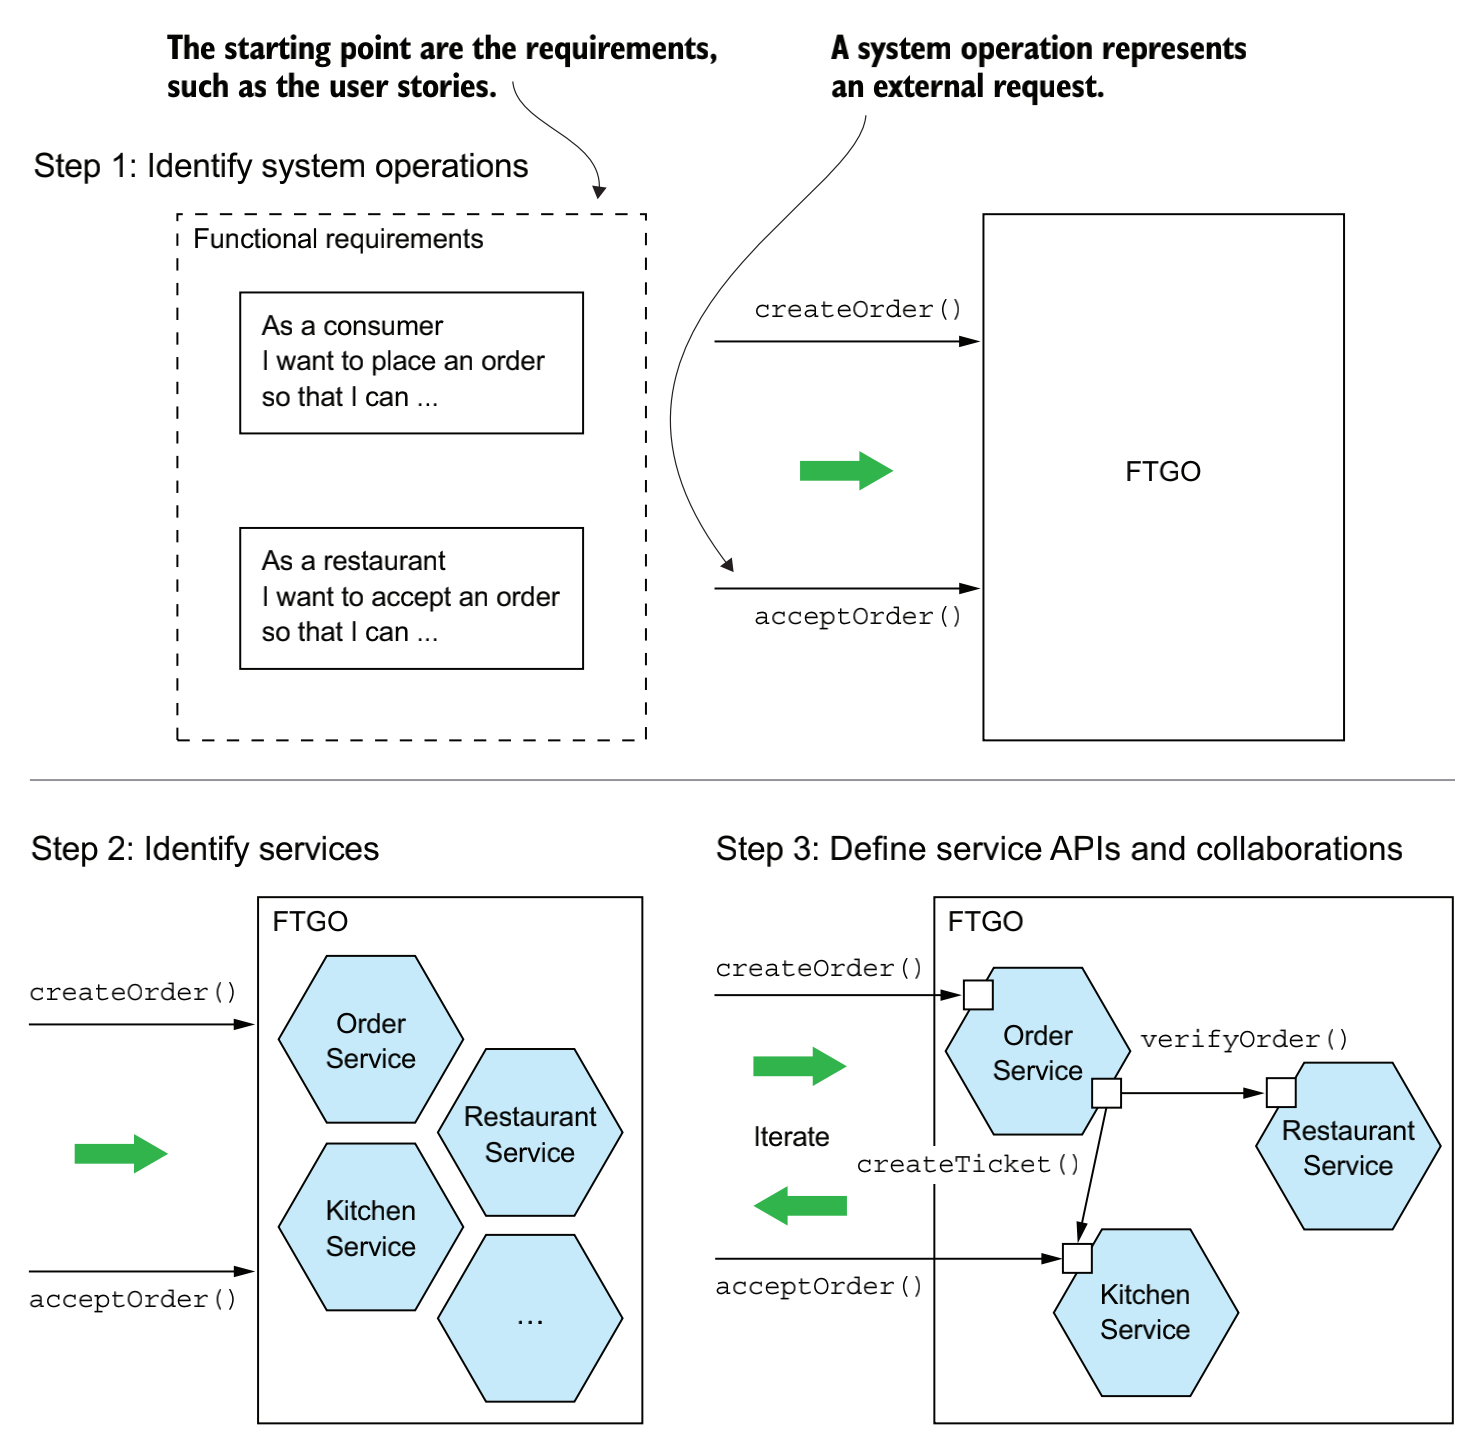 The starting point are the requirements,
such as the user stories.
A system operation represents
an external request.
Step 1: Identify system operations
Functional requirements
As a consumer
I want to place an order
so that I can ...
As a restaurant
I want to accept an order
so that I can ...
createOrder()
acceptOrder()
FTGO
Step 2: Identify services
FTGO
createOrder()
acceptOrder()
Order
Service
Restaurant
Service
Kitchen
Service
...
Step 3: Define service APIs and collaborations
FTGO
createOrder()
Order
Service
verifyOrder()
Restaurant
Service
Iterate
createTicket()
acceptOrder()
Kitchen
Service